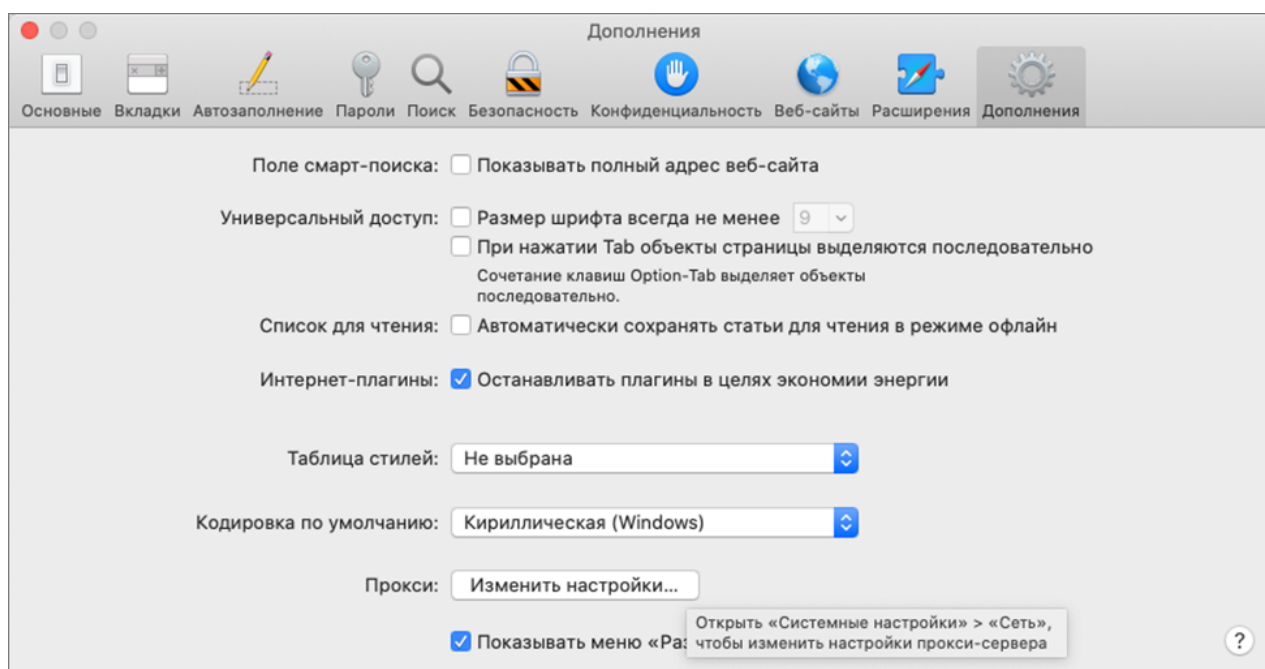 Дополнения
Основные Вкладки Автозаполнение Пароли Поиск Безопасность Конфиденциальность Веб-сайты Расширения Дополнения
Поле смарт-поиска: Показывать полный адрес веб-сайта
Универсальный доступ: Размер шрифта всегда не менее 9
При нажатии Tab объекты страницы выделяются последовательно
Сочетание клавиш Option-Tab выделяет объекты
последовательно.
Список для чтения: Автоматически сохранять статьи для чтения в режиме офлайн
Интернет-плагины: Останавливать плагины в целях экономии энергии
Таблица стилей: Не выбрана
Кодировка по умолчанию: Кириллическая (Windows)
Прокси: Изменить настройки...
Открыть «Системные настройки» > «Сеть»,
Показывать меню чтобы изменить настройки прокси-сервера ?